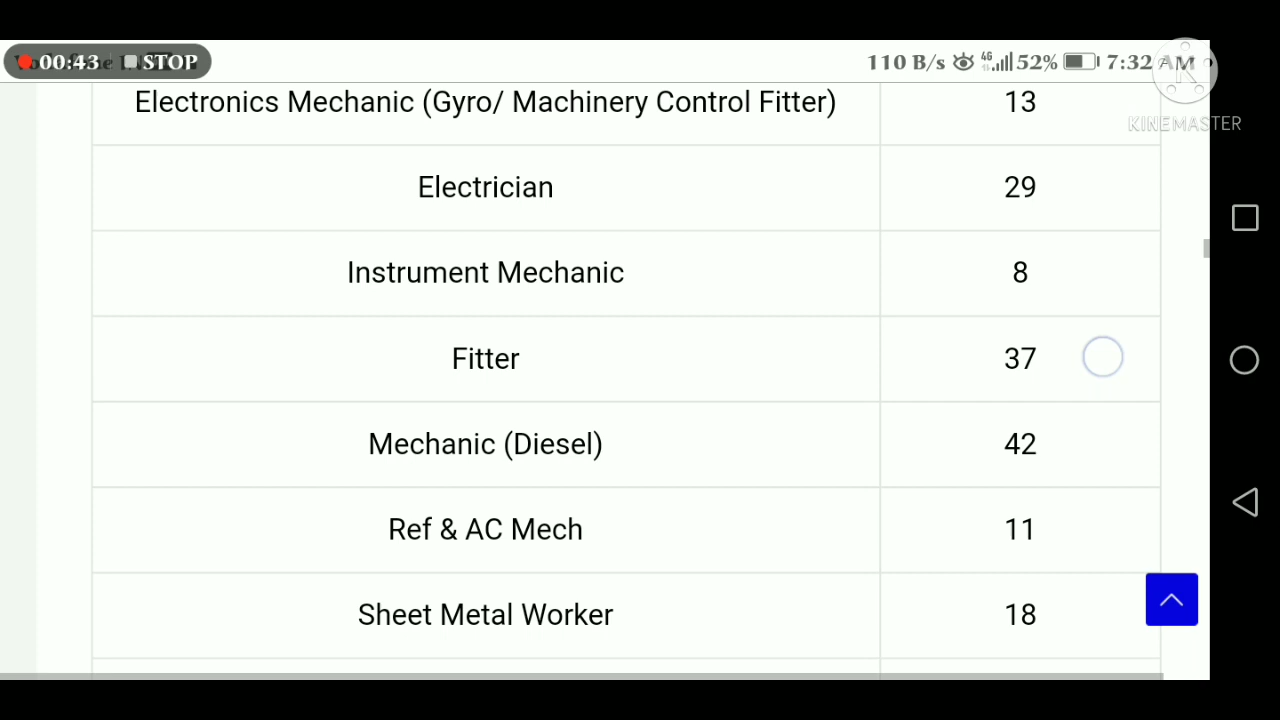 00:43 STOP 110 B/s 4G 52% 7:32 AM
KINEMASTER
Electronics Mechanic (Gyro/ Machinery Control Fitter) 13
Electrician 29
Instrument Mechanic 8
Fitter 37
Mechanic (Diesel) 42
Ref & AC Mech 11
Sheet Metal Worker 18